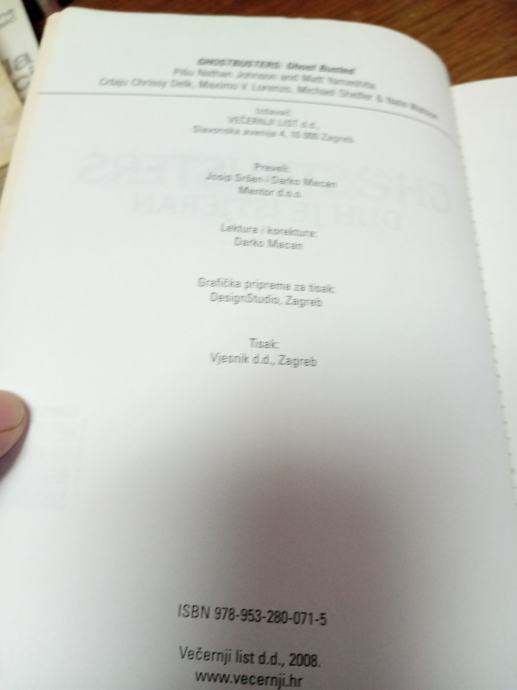 GHOSTBUSTERS: Ghost Busted
Pišu Nathan Johnson and Matt Yamashita
Crtaju Chrissy Delk, Maximo V. Lorenzo, Michael Shelfer & Nate Watson
Izdavač:
VEČERNJI LIST d.d.,
Slavonska avenija 4, 10 000 Zagreb
Preveli:
Josip Sršen i Darko Macan
Mentor d.o.o.
Lektura i korektura:
Darko Macan
Grafička priprema za tisak:
DesignStudio, Zagreb
Tisak:
Vjesnik d.d., Zagreb
ISBN 978-953-280-071-5
Večernji list d.d., 2008.
www.vecernji.hr